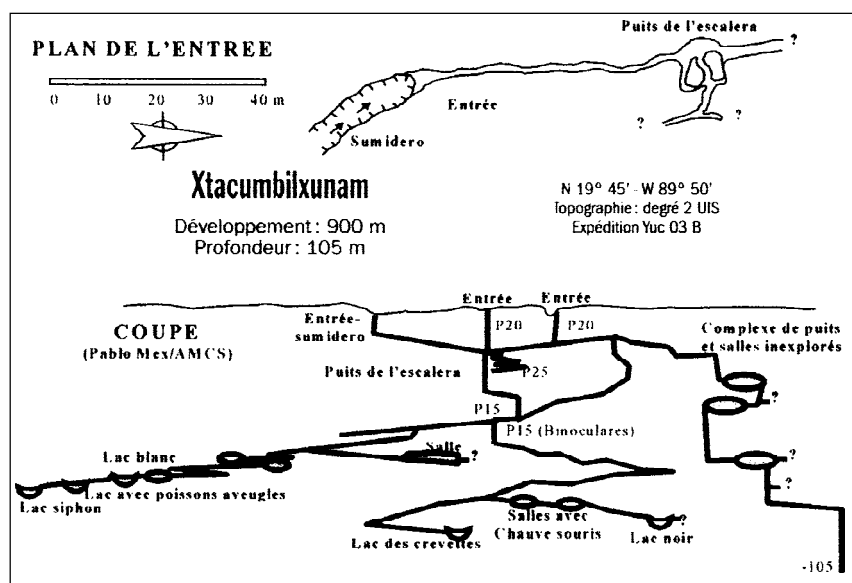 PLAN DE L'ENTREE
0 10 20 30 40 m
Puits de l'escalera
?
Entrée
Sumidero
?
?
Xtacumbilxunam
Développement : 900 m
Profondeur : 105 m
N 19° 45' - W 89° 50'
Topographie : degré 2 UIS
Expédition Yuc 03 B
COUPE
(Pablo Mex/AMCS)
Entrée-
sumidero
Entrée
Entrée
P20
P20
Complexe de puits
et salles inexplorés
Puits de l'escalera
P25
P15
P15 (Binoculares)
?
Salle
?
Lac blanc
Lac avec poissons aveugles
Lac siphon
?
?
Lac des crevettes
Salles avec
Chauve souris
Lac noir
?
-105